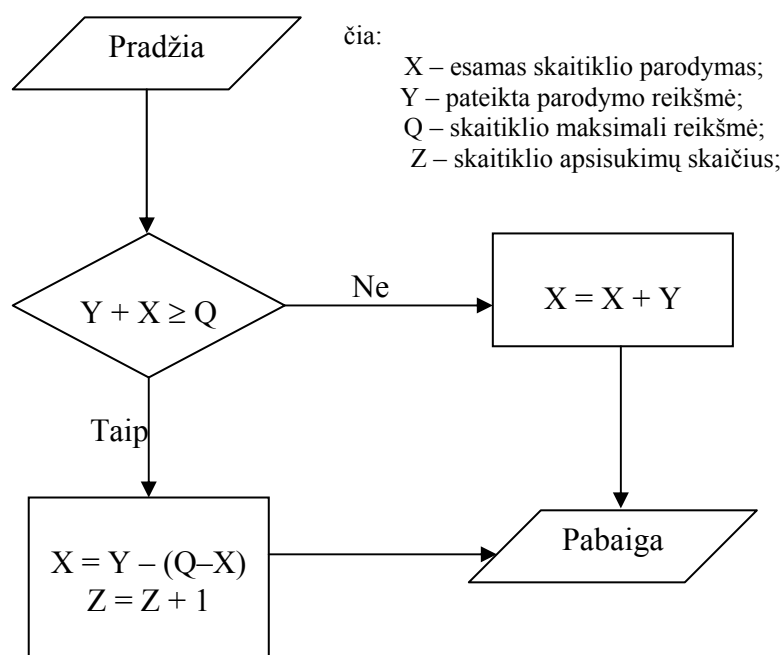 Pradžia
čia:
X – esamas skaitiklio parodymas;
Y – pateikta parodymo reikšmė;
Q – skaitiklio maksimali reikšmė;
Z – skaitiklio apsisukimų skaičius;
Y + X ≥ Q
Ne
X = X + Y
Taip
X = Y – (Q–X)
Z = Z + 1
Pabaiga